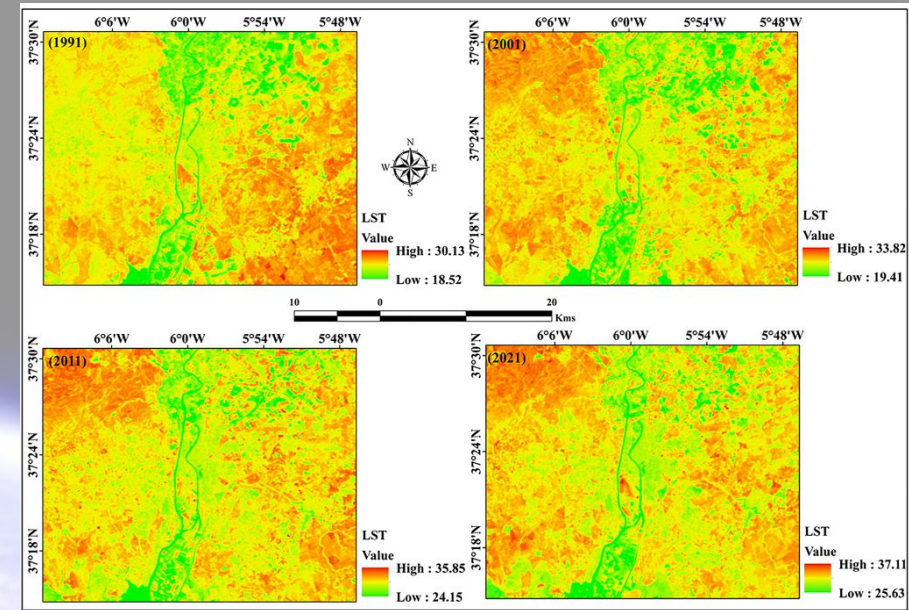 6°6'W 6°0'W 5°54'W 5°48'W
37°30'N
37°24'N
37°18'N
(1991)
LST
Value
High : 30.13
Low : 18.52
N
W E
S
6°6'W 6°0'W 5°54'W 5°48'W
37°30'N
37°24'N
37°18'N
(2001)
LST
Value
High : 33.82
Low : 19.41
10 0 20
Kms
6°6'W 6°0'W 5°54'W 5°48'W
37°30'N
37°24'N
37°18'N
(2011)
LST
Value
High : 35.85
Low : 24.15
6°6'W 6°0'W 5°54'W 5°48'W
37°30'N
37°24'N
37°18'N
(2021)
LST
Value
High : 37.11
Low : 25.63